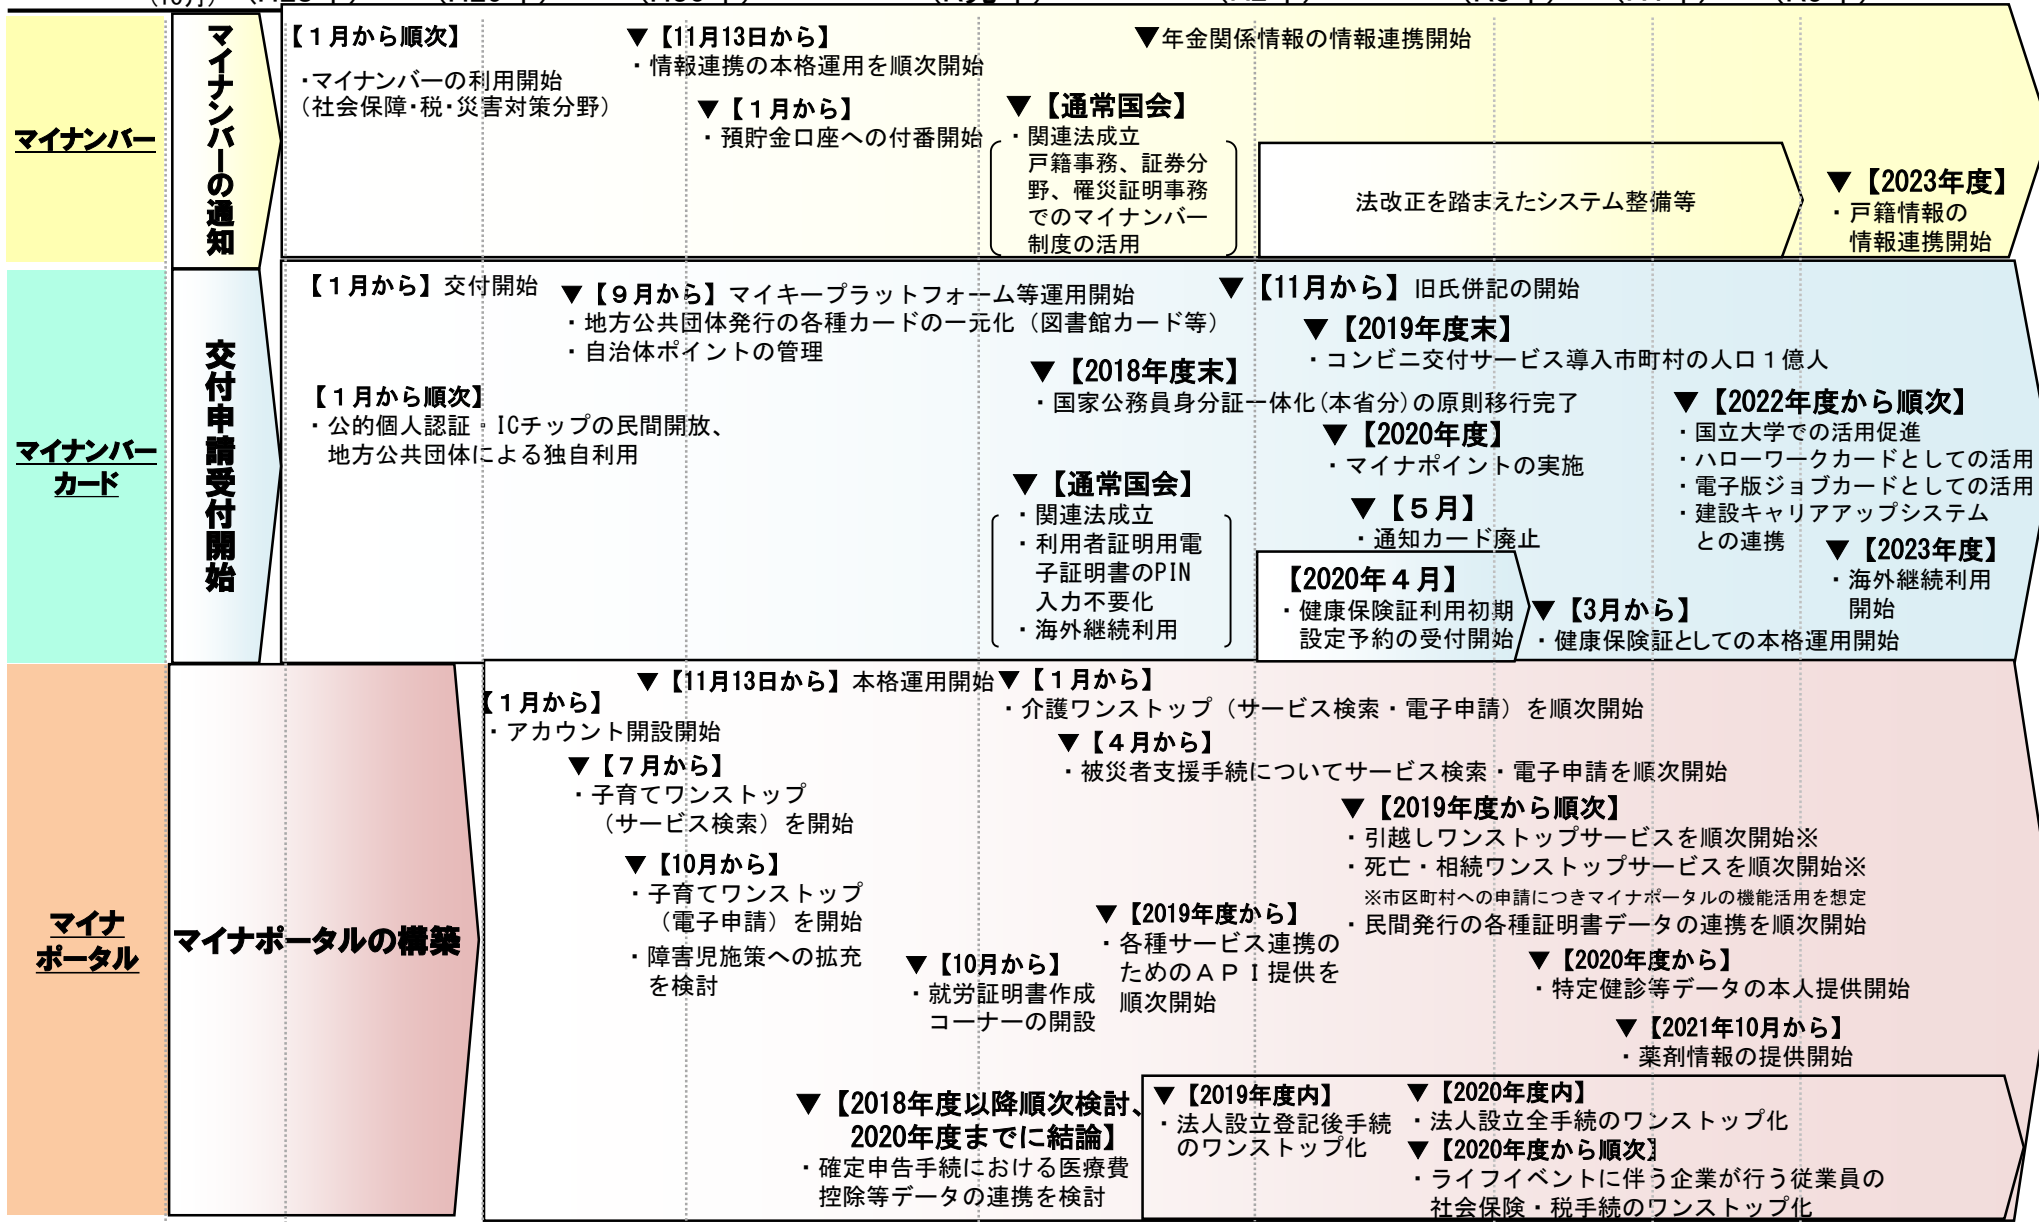 マイナンバー
マイナンバーの通知
【１月から順次】
・マイナンバーの利用開始
（社会保障・税・災害対策分野）
▼【11月13日から】
・情報連携の本格運用を順次開始
▼【１月から】
・預貯金口座への付番開始
▼【通常国会】
・関連法成立
戸籍事務、証券分
野、罹災証明事務
でのマイナンバー
制度の活用
▼年金関係情報の情報連携開始
法改正を踏まえたシステム整備等
▼【2023年度】
・戸籍情報の
情報連携開始
マイナンバー
カード
交付申請受付開始
【１月から】交付開始
▼【９月から】マイキープラットフォーム等運用開始
・地方公共団体発行の各種カードの一元化（図書館カード等）
・自治体ポイントの管理
【１月から順次】
・公的個人認証・ICチップの民間開放、
地方公共団体による独自利用
▼【2018年度末】
・国家公務員身分証一体化(本省分)の原則移行完了
▼【通常国会】
・関連法成立
・利用者証明用電
子証明書のPIN
入力不要化
・海外継続利用
▼【11月から】旧氏併記の開始
▼【2019年度末】
・コンビニ交付サービス導入市町村の人口１億人
▼【2020年度】
・マイナポイントの実施
▼【５月】
・通知カード廃止
【2020年４月】
・健康保険証利用初期
設定予約の受付開始
▼【3月から】
・健康保険証としての本格運用開始
▼【2022年度から順次】
・国立大学での活用促進
・ハローワークカードとしての活用
・電子版ジョブカードとしての活用
・建設キャリアアップシステム
との連携
▼【2023年度】
・海外継続利用
開始
マイナ
ポータル
マイナポータルの構築
【１月から】
・アカウント開設開始
▼【11月13日から】本格運用開始
▼【７月から】
・子育てワンストップ
（サービス検索）を開始
▼【10月から】
・子育てワンストップ
（電子申請）を開始
・障害児施策への拡充
を検討
▼【１月から】
・介護ワンストップ（サービス検索・電子申請）を順次開始
▼【４月から】
・被災者支援手続についてサービス検索・電子申請を順次開始
▼【2019年度から順次】
・引越しワンストップサービスを順次開始※
・死亡・相続ワンストップサービスを順次開始※
※市区町村への申請につきマイナポータルの機能活用を想定
・民間発行の各種証明書データの連携を順次開始
▼【10月から】
・就労証明書作成
コーナーの開設
▼【2019年度から】
・各種サービス連携の
ためのＡＰＩ提供を
順次開始
▼【2020年度から】
・特定健診等データの本人提供開始
▼【2021年10月から】
・薬剤情報の提供開始
▼【2018年度以降順次検討、
2020年度までに結論】
・確定申告手続における医療費
控除等データの連携を検討
▼【2019年度内】
・法人設立登記後手続
のワンストップ化
▼【2020年度内】
・法人設立全手続のワンストップ化
▼【2020年度から順次】
・ライフイベントに伴う企業が行う従業員の
社会保険・税手続のワンストップ化